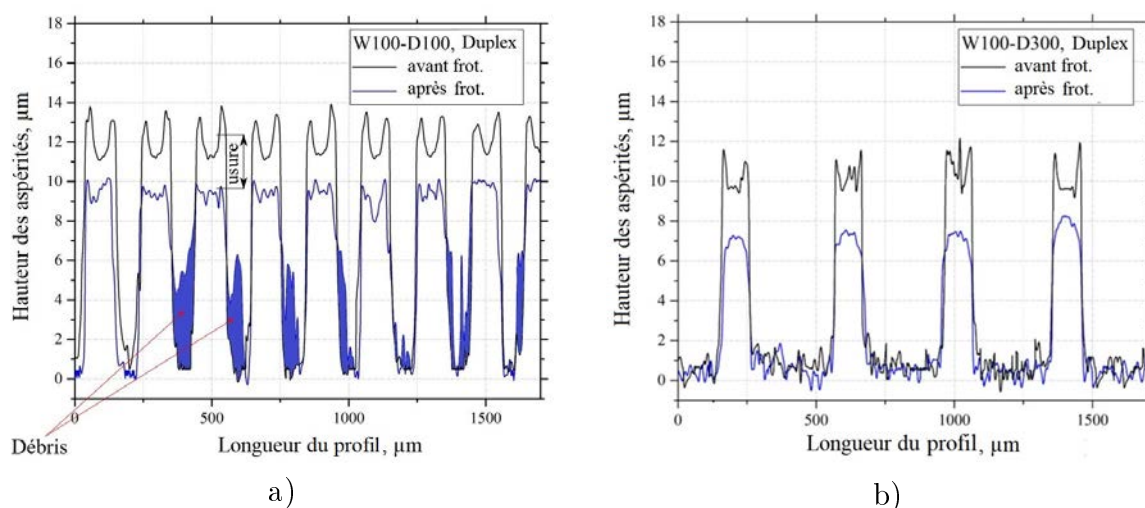 18
16
14
12
10
8
6
4
2
0
Hauteur des aspérités, µm
W100-D100, Duplex
avant frot.
après frot.
usure
0
500
1000
1500
Longueur du profil, µm
Débris
a)
18
16
14
12
10
8
6
4
2
0
Hauteur des aspérités, µm
W100-D300, Duplex
avant frot.
après frot.
0
500
1000
1500
Longueur du profil, µm
b)